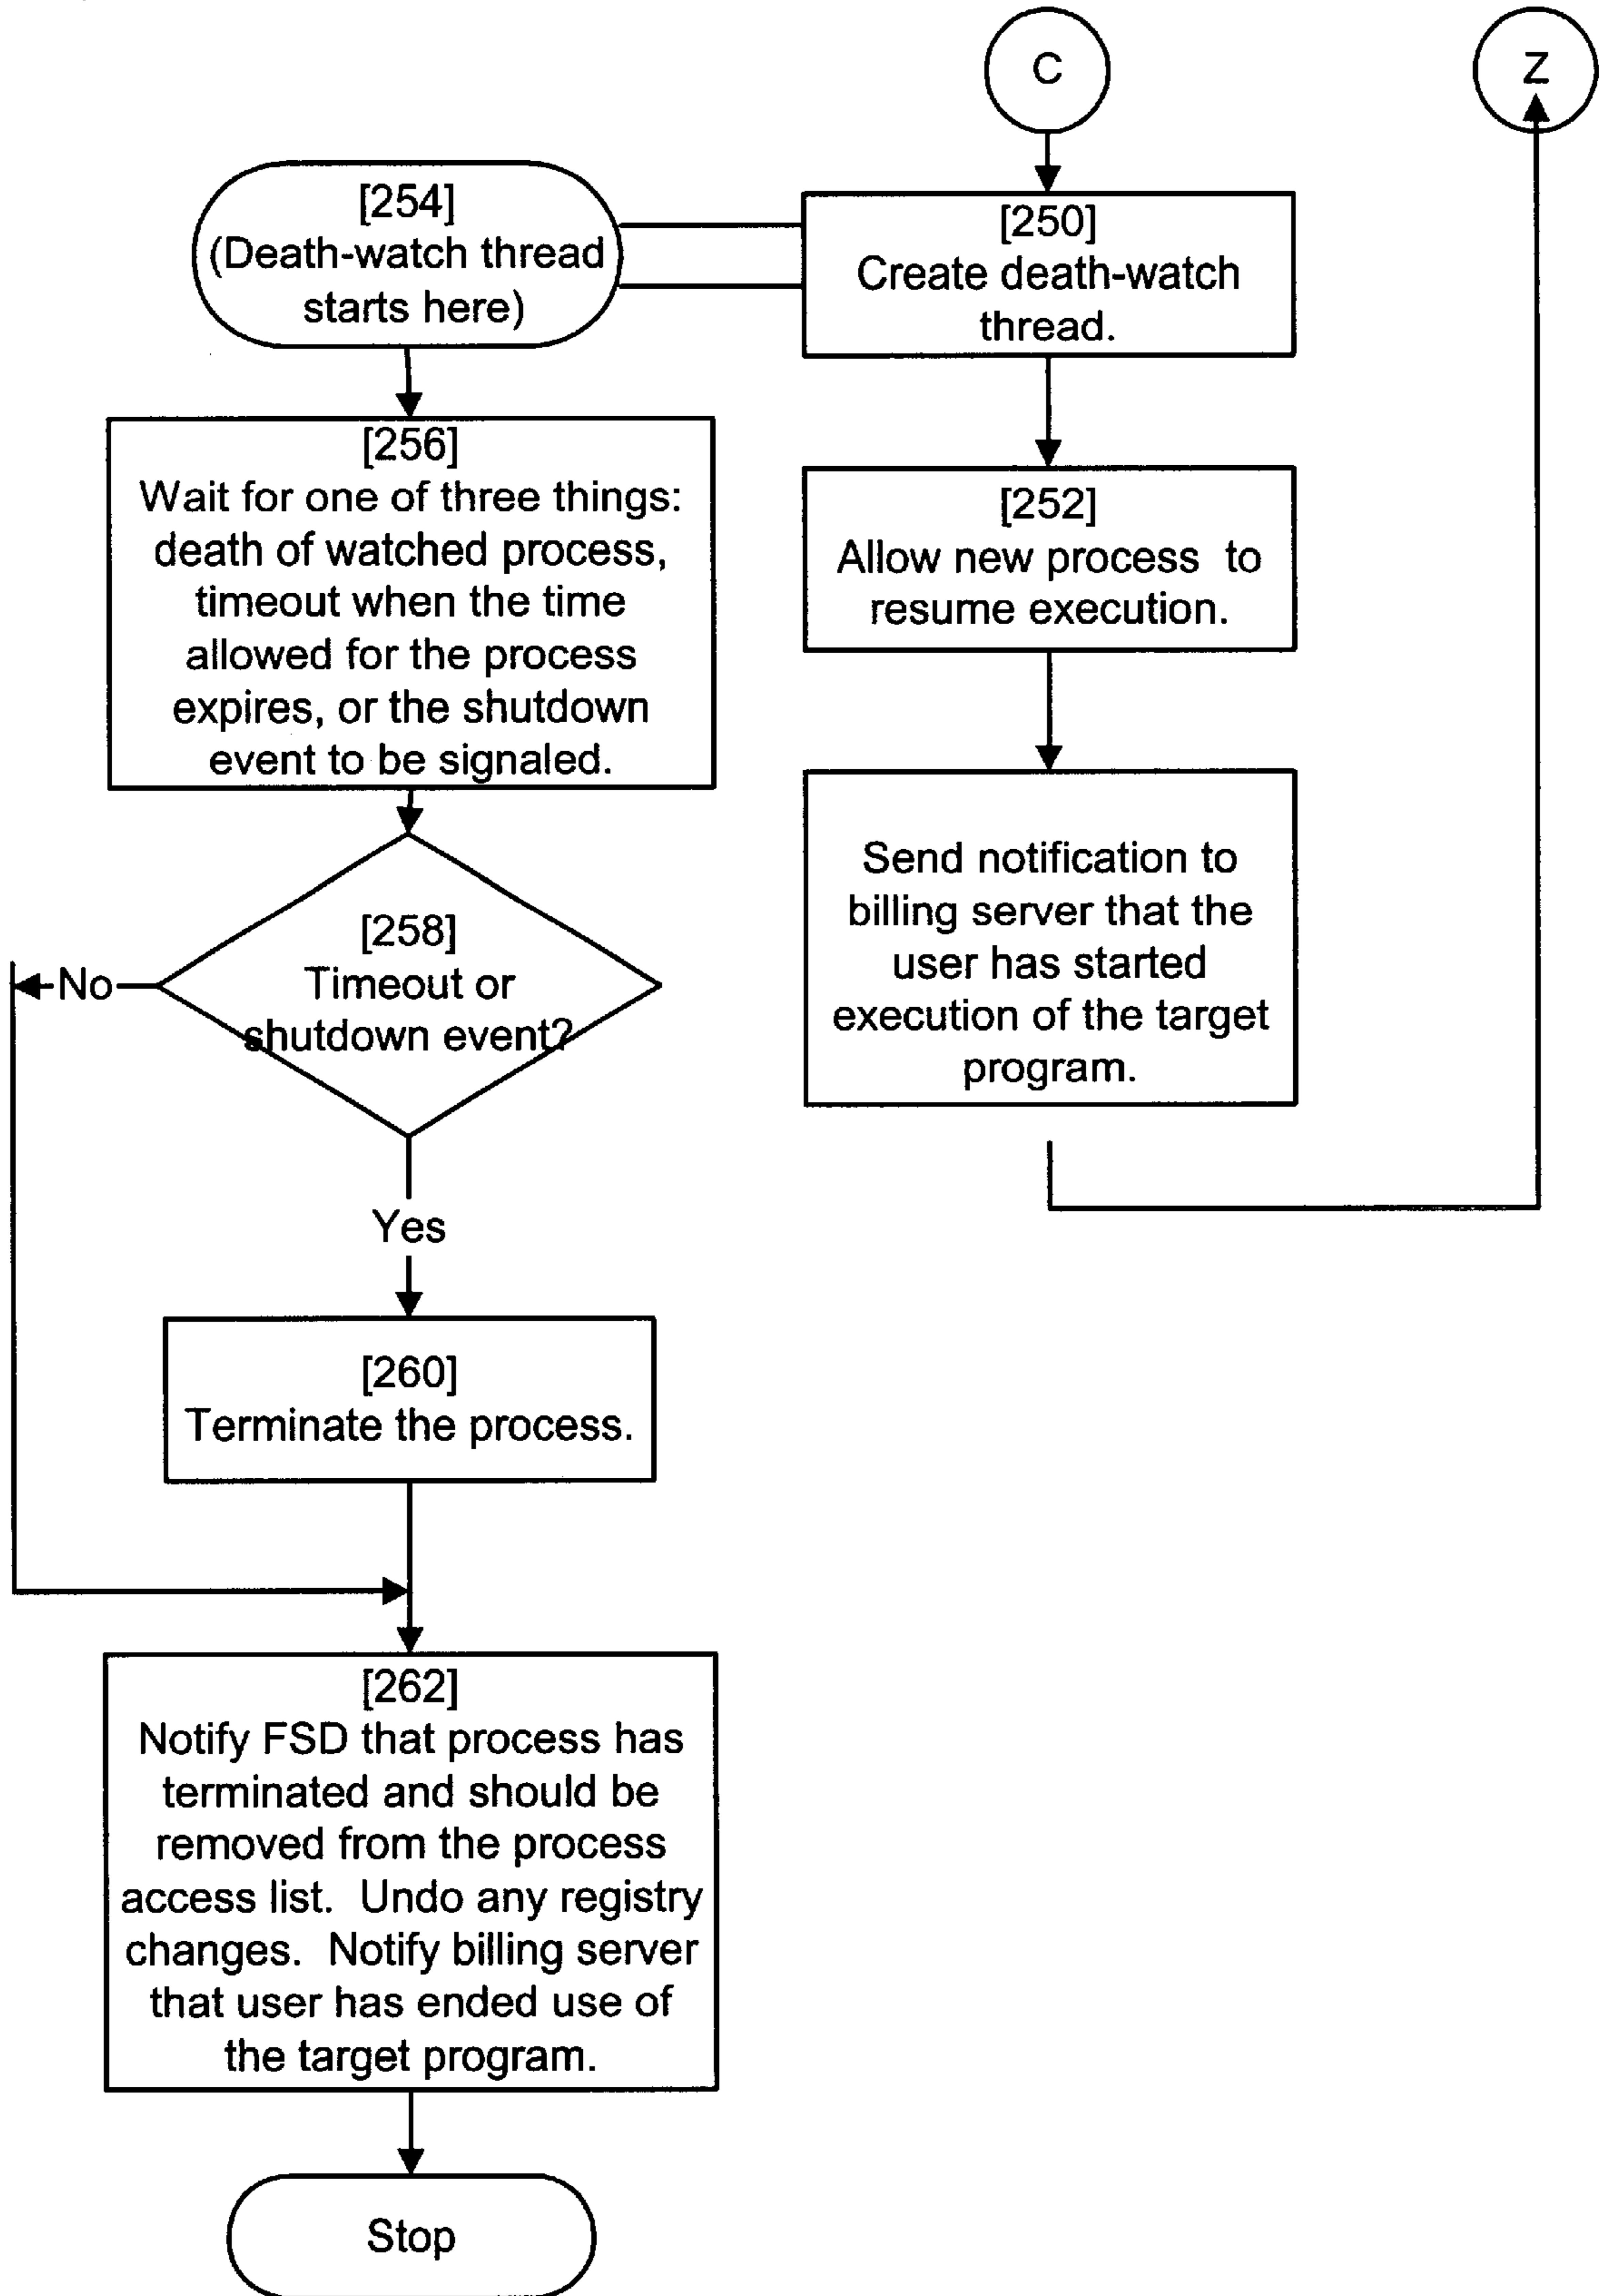 C
Z
[254]
(Death-watch thread
starts here)
[250]
Create death-watch
thread.
[256]
Wait for one of three things:
death of watched process,
timeout when the time
allowed for the process
expires, or the shutdown
event to be signaled.
[252]
Allow new process to
resume execution.
Send notification to
billing server that the
user has started
execution of the target
program.
[258]
Timeout or
shutdown event?
No
Yes
[260]
Terminate the process.
[262]
Notify FSD that process has
terminated and should be
removed from the process
access list. Undo any registry
changes. Notify billing server
that user has ended use of
the target program.
Stop